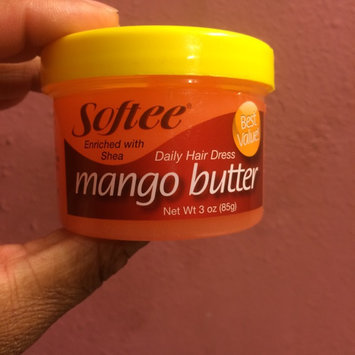 Softee®
Enriched with
Shea
Best
Value!
Daily Hair Dress
mango butter
Net Wt 3 oz (85g)